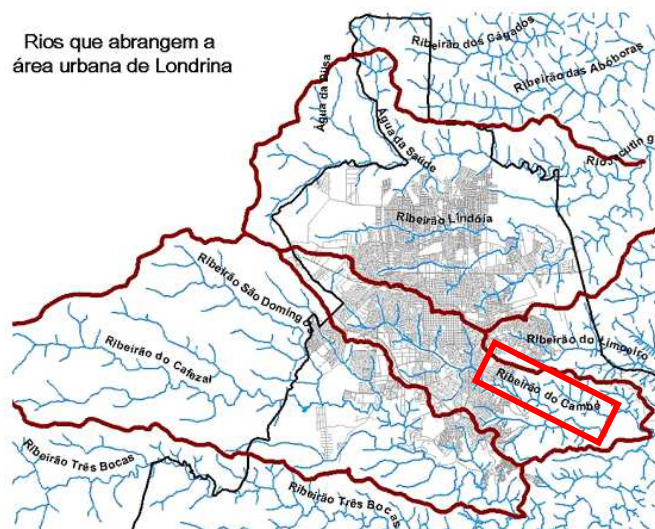 Rios que abrangem a
área urbana de Londrina
Ribeirão dos Cágados
Ribeirão das Abóboras
Água da Saúde
Ribeirão Lindóia
Ribeirão São Domingo
Ribeirão do Limoeiro
Ribeirão do Cafezal
Ribeirão do Cambé
Ribeirão Três Bocas
Ribeirão Três Bocas